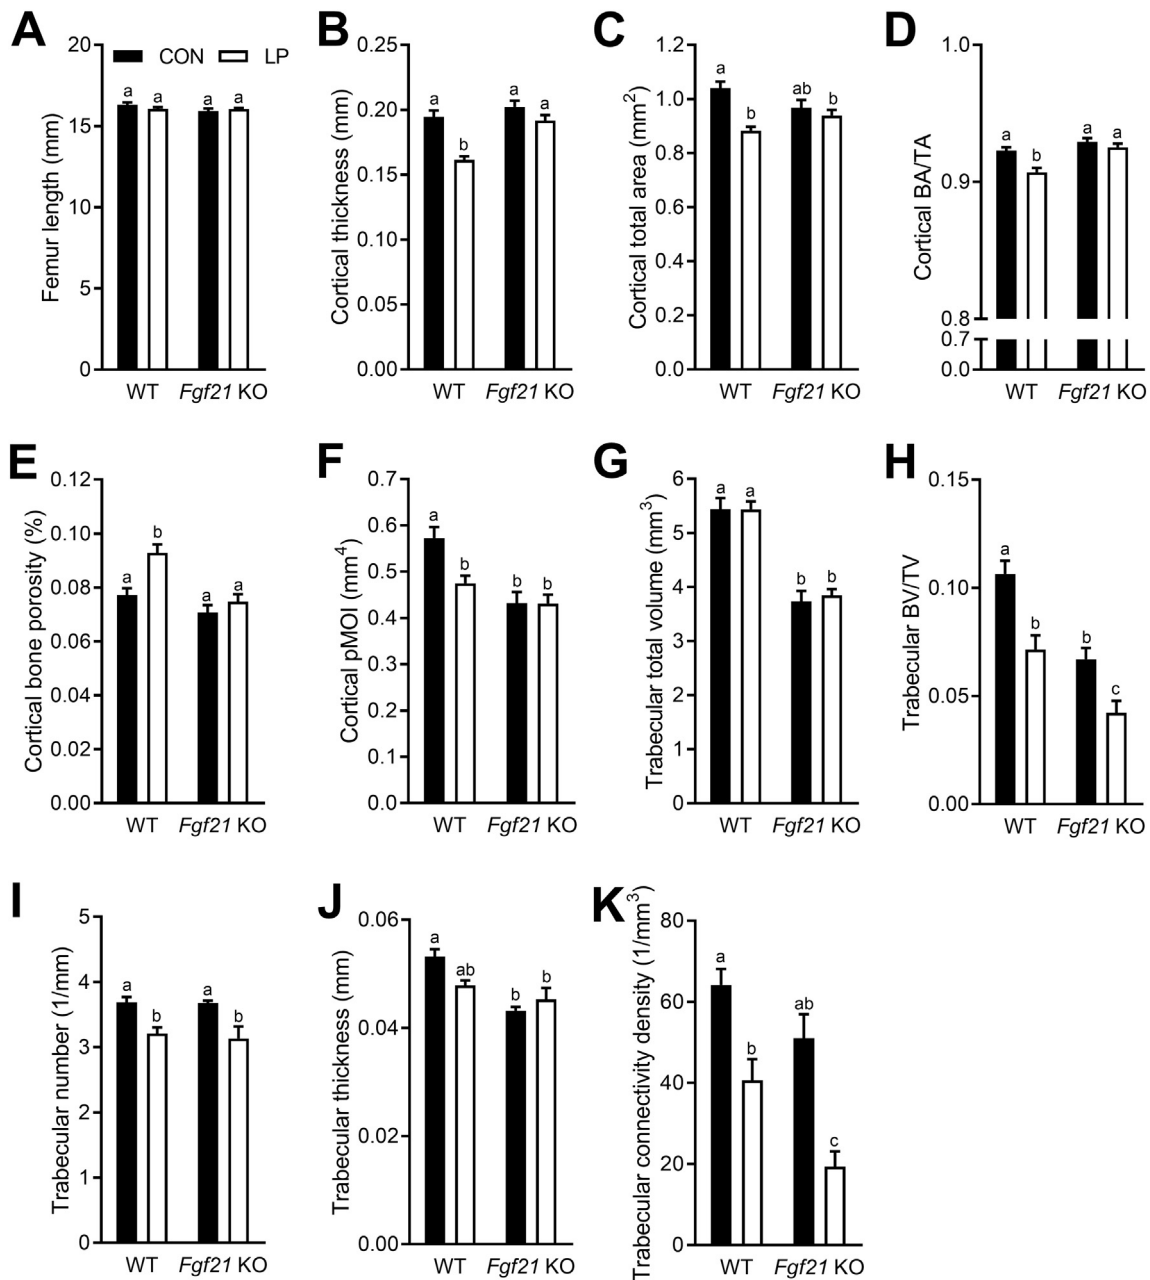 A
Femur length (mm)
20
15
10
5
0
CON LP
a a a a
WT Fgf21 KO
B
Cortical thickness (mm)
0.25
0.20
0.15
0.10
0.05
0.00
a b a a
WT Fgf21 KO
C
Cortical total area (mm²)
1.2
1.0
0.8
0.6
0.4
0.2
0.0
a b ab b
WT Fgf21 KO
D
Cortical BA/TA
1.0
0.9
0.8
0.7
0.0
a b a a
WT Fgf21 KO
E
Cortical bone porosity (%)
0.12
0.10
0.08
0.06
0.04
0.02
0.00
a b a a
WT Fgf21 KO
F
Cortical pMOI (mm⁴)
0.7
0.6
0.5
0.4
0.3
0.2
0.1
0.0
a b b b
WT Fgf21 KO
G
Trabecular total volume (mm³)
6
5
4
3
2
1
0
a a b b
WT Fgf21 KO
H
Trabecular BV/TV
0.15
0.10
0.05
0.00
a b b c
WT Fgf21 KO
I
Trabecular number (1/mm)
5
4
3
2
1
0
a b a b
WT Fgf21 KO
J
Trabecular thickness (mm)
0.06
0.04
0.02
0.00
a ab b b
WT Fgf21 KO
K
Trabecular connectivity density (1/mm³)
80
60
40
20
0
a b ab c
WT Fgf21 KO